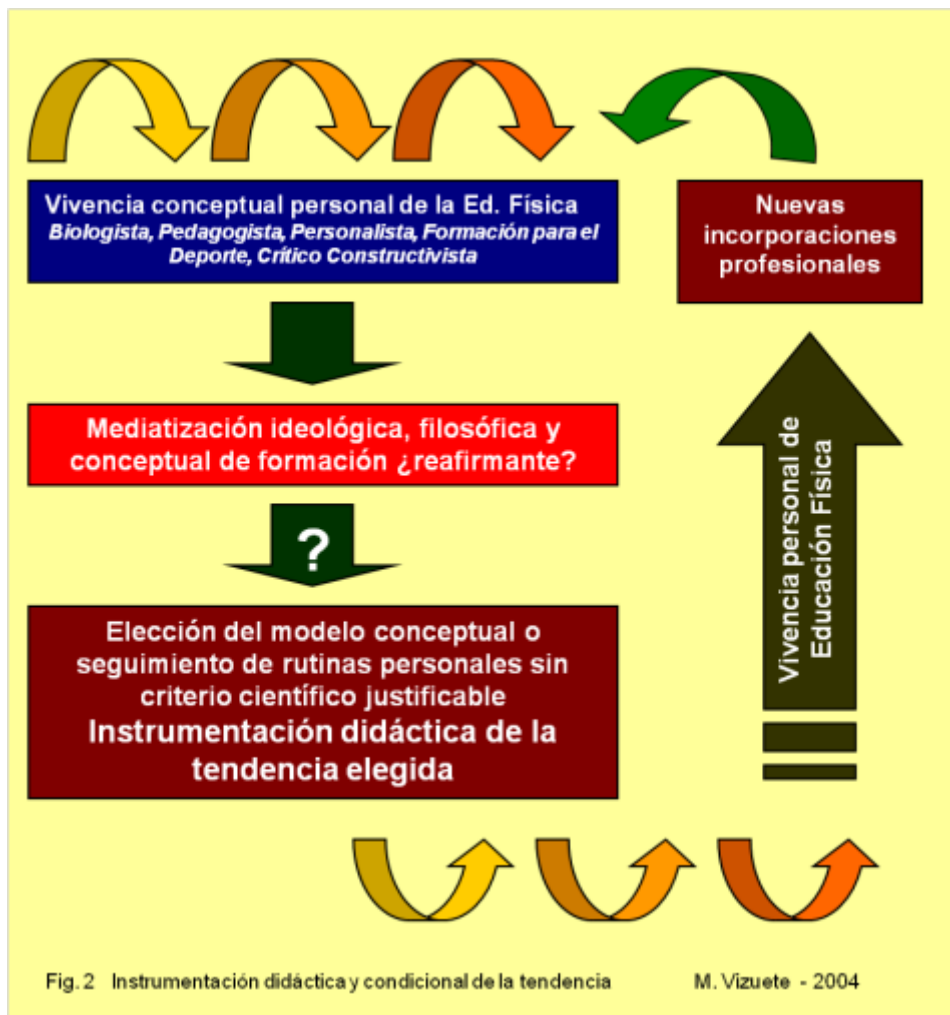 Vivencia conceptual personal de la Ed. Física
Biologista, Pedagogista, Personalista, Formación para el
Deporte, Crítico Constructivista
Nuevas
incorporaciones
profesionales
Mediatización ideológica, filosófica y
conceptual de formación ¿reafirmante?
?
Elección del modelo conceptual o
seguimiento de rutinas personales sin
criterio científico justificable
Instrumentación didáctica de la
tendencia elegida
Vivencia personal de
Educación Física
Fig. 2 Instrumentación didáctica y condicional de la tendencia
M. Vizuete - 2004